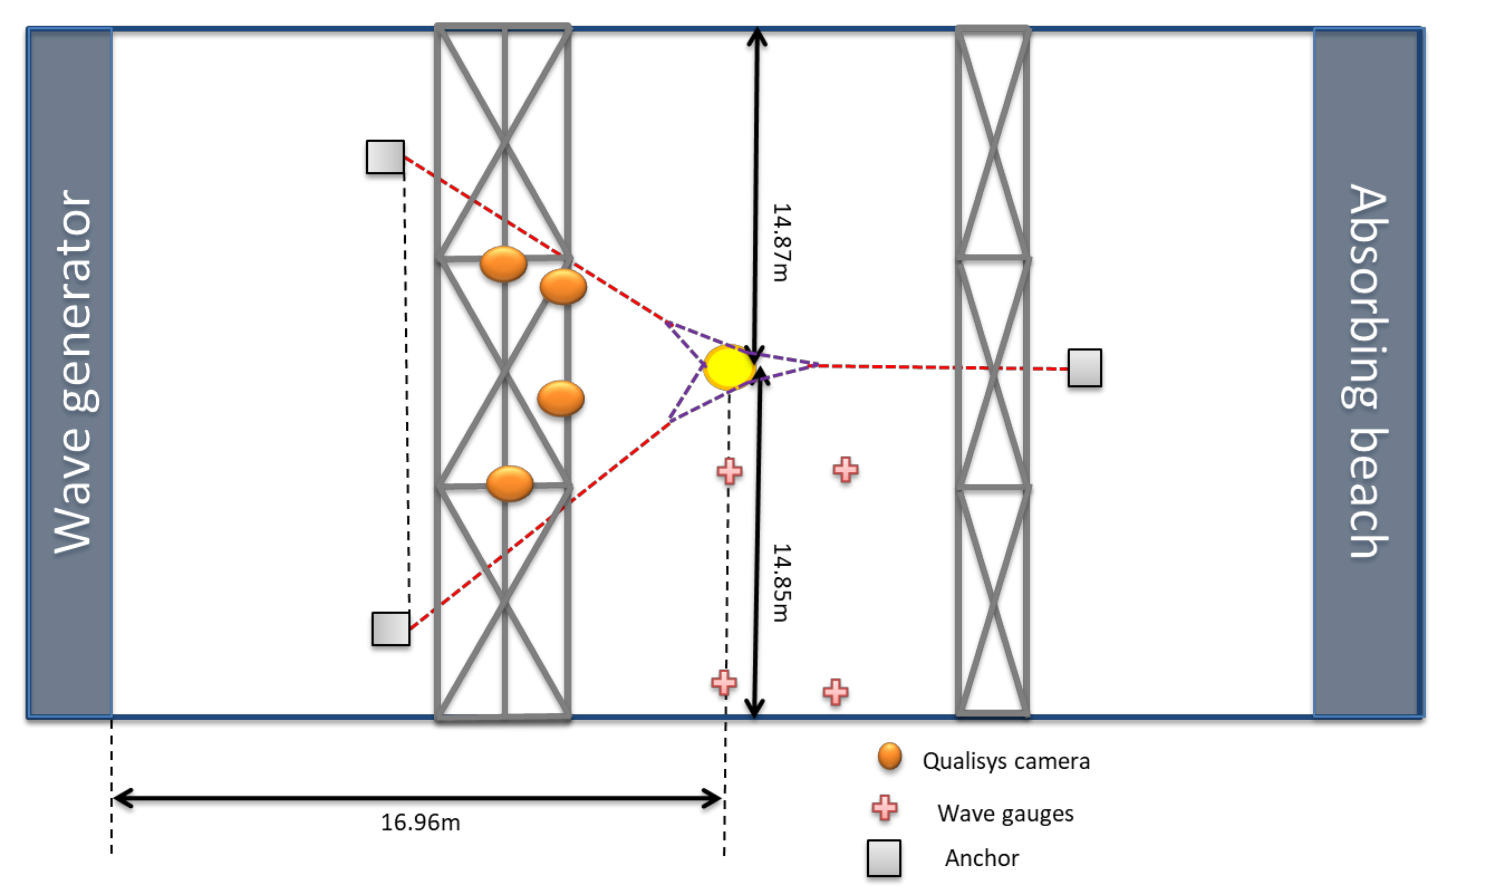 Wave generator
14.87m
14.85m
Absorbing beach
16.96m
Qualisys camera
Wave gauges
Anchor